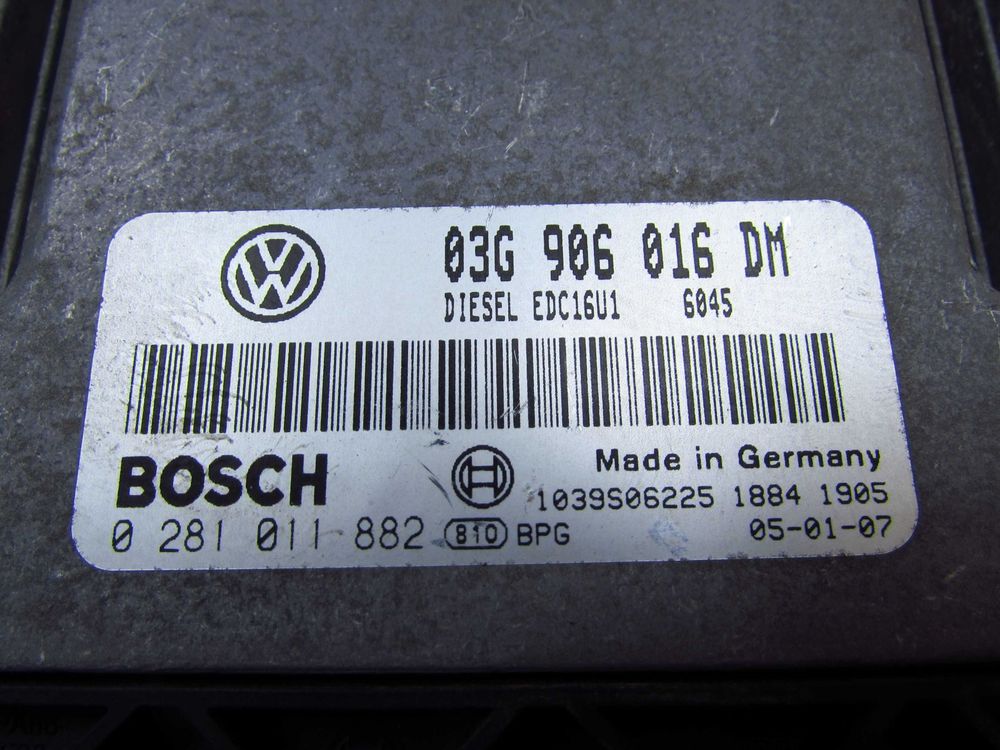 03G 906 016 DM
DIESEL EDC16U1 6045
BOSCH
Made in Germany
1039S06225 1884 1905
0 281 011 882 810 BPG
05-01-07